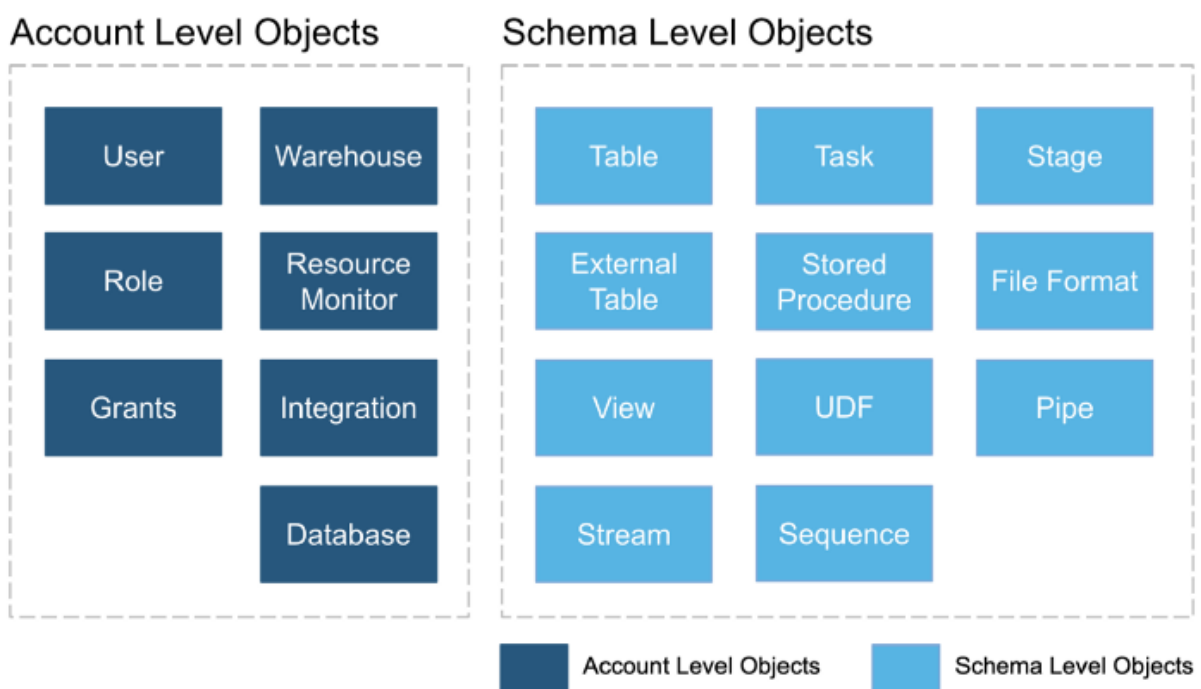 Account Level Objects
User
Warehouse
Role
Resource
Monitor
Grants
Integration
Database
Schema Level Objects
Table
Task
Stage
External
Table
Stored
Procedure
File Format
View
UDF
Pipe
Stream
Sequence
Account Level Objects
Schema Level Objects